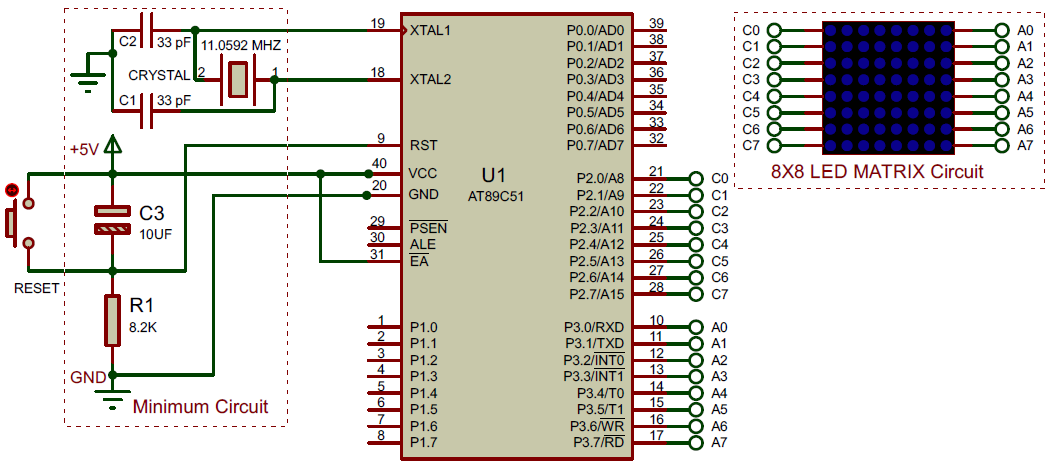 C2
33 pF
11.0592 MHZ
CRYSTAL
2
1
C1
33 pF
+5V
C3
10UF
RESET
R1
8.2K
GND
Minimum Circuit
19
XTAL1
18
XTAL2
9
RST
40
VCC
20
GND
29
PSEN
30
ALE
31
EA
1
P1.0
2
P1.1
3
P1.2
4
P1.3
5
P1.4
6
P1.5
7
P1.6
8
P1.7
U1
AT89C51
P0.0/AD0
39
P0.1/AD1
38
P0.2/AD2
37
P0.3/AD3
36
P0.4/AD4
35
P0.5/AD5
34
P0.6/AD6
33
P0.7/AD7
32
P2.0/A8
21
C0
P2.1/A9
22
C1
P2.2/A10
23
C2
P2.3/A11
24
C3
P2.4/A12
25
C4
P2.5/A13
26
C5
P2.6/A14
27
C6
P2.7/A15
28
C7
P3.0/RXD
10
A0
P3.1/TXD
11
A1
P3.2/INT0
12
A2
P3.3/INT1
13
A3
P3.4/T0
14
A4
P3.5/T1
15
A5
P3.6/WR
16
A6
P3.7/RD
17
A7
C0
A0
C1
A1
C2
A2
C3
A3
C4
A4
C5
A5
C6
A6
C7
A7
8X8 LED MATRIX Circuit